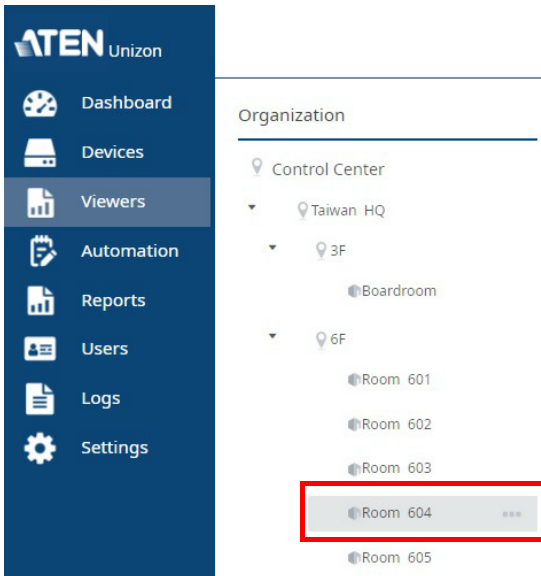 ATEN Unizon
Dashboard
Devices
Viewers
Automation
Reports
Users
Logs
Settings
Organization
Control Center
Taiwan HQ
3F
Boardroom
6F
Room 601
Room 602
Room 603
Room 604
Room 605